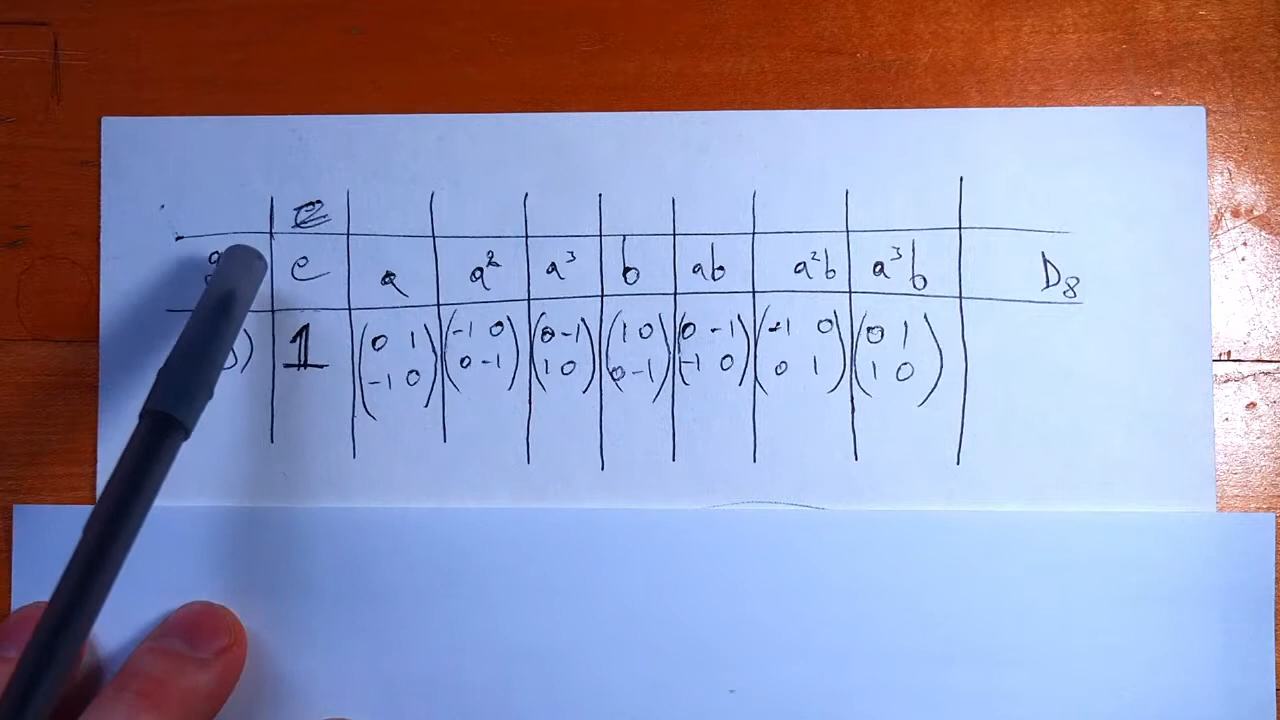 e
e a a² a³ b ab a²b a³b D₈
1 (0 1 (-1 0 (0 -1 (1 0 (0 -1 (-1 0 (0 1
-1 0) 0 -1) 1 0) 0 -1) -1 0) 0 1) 1 0)